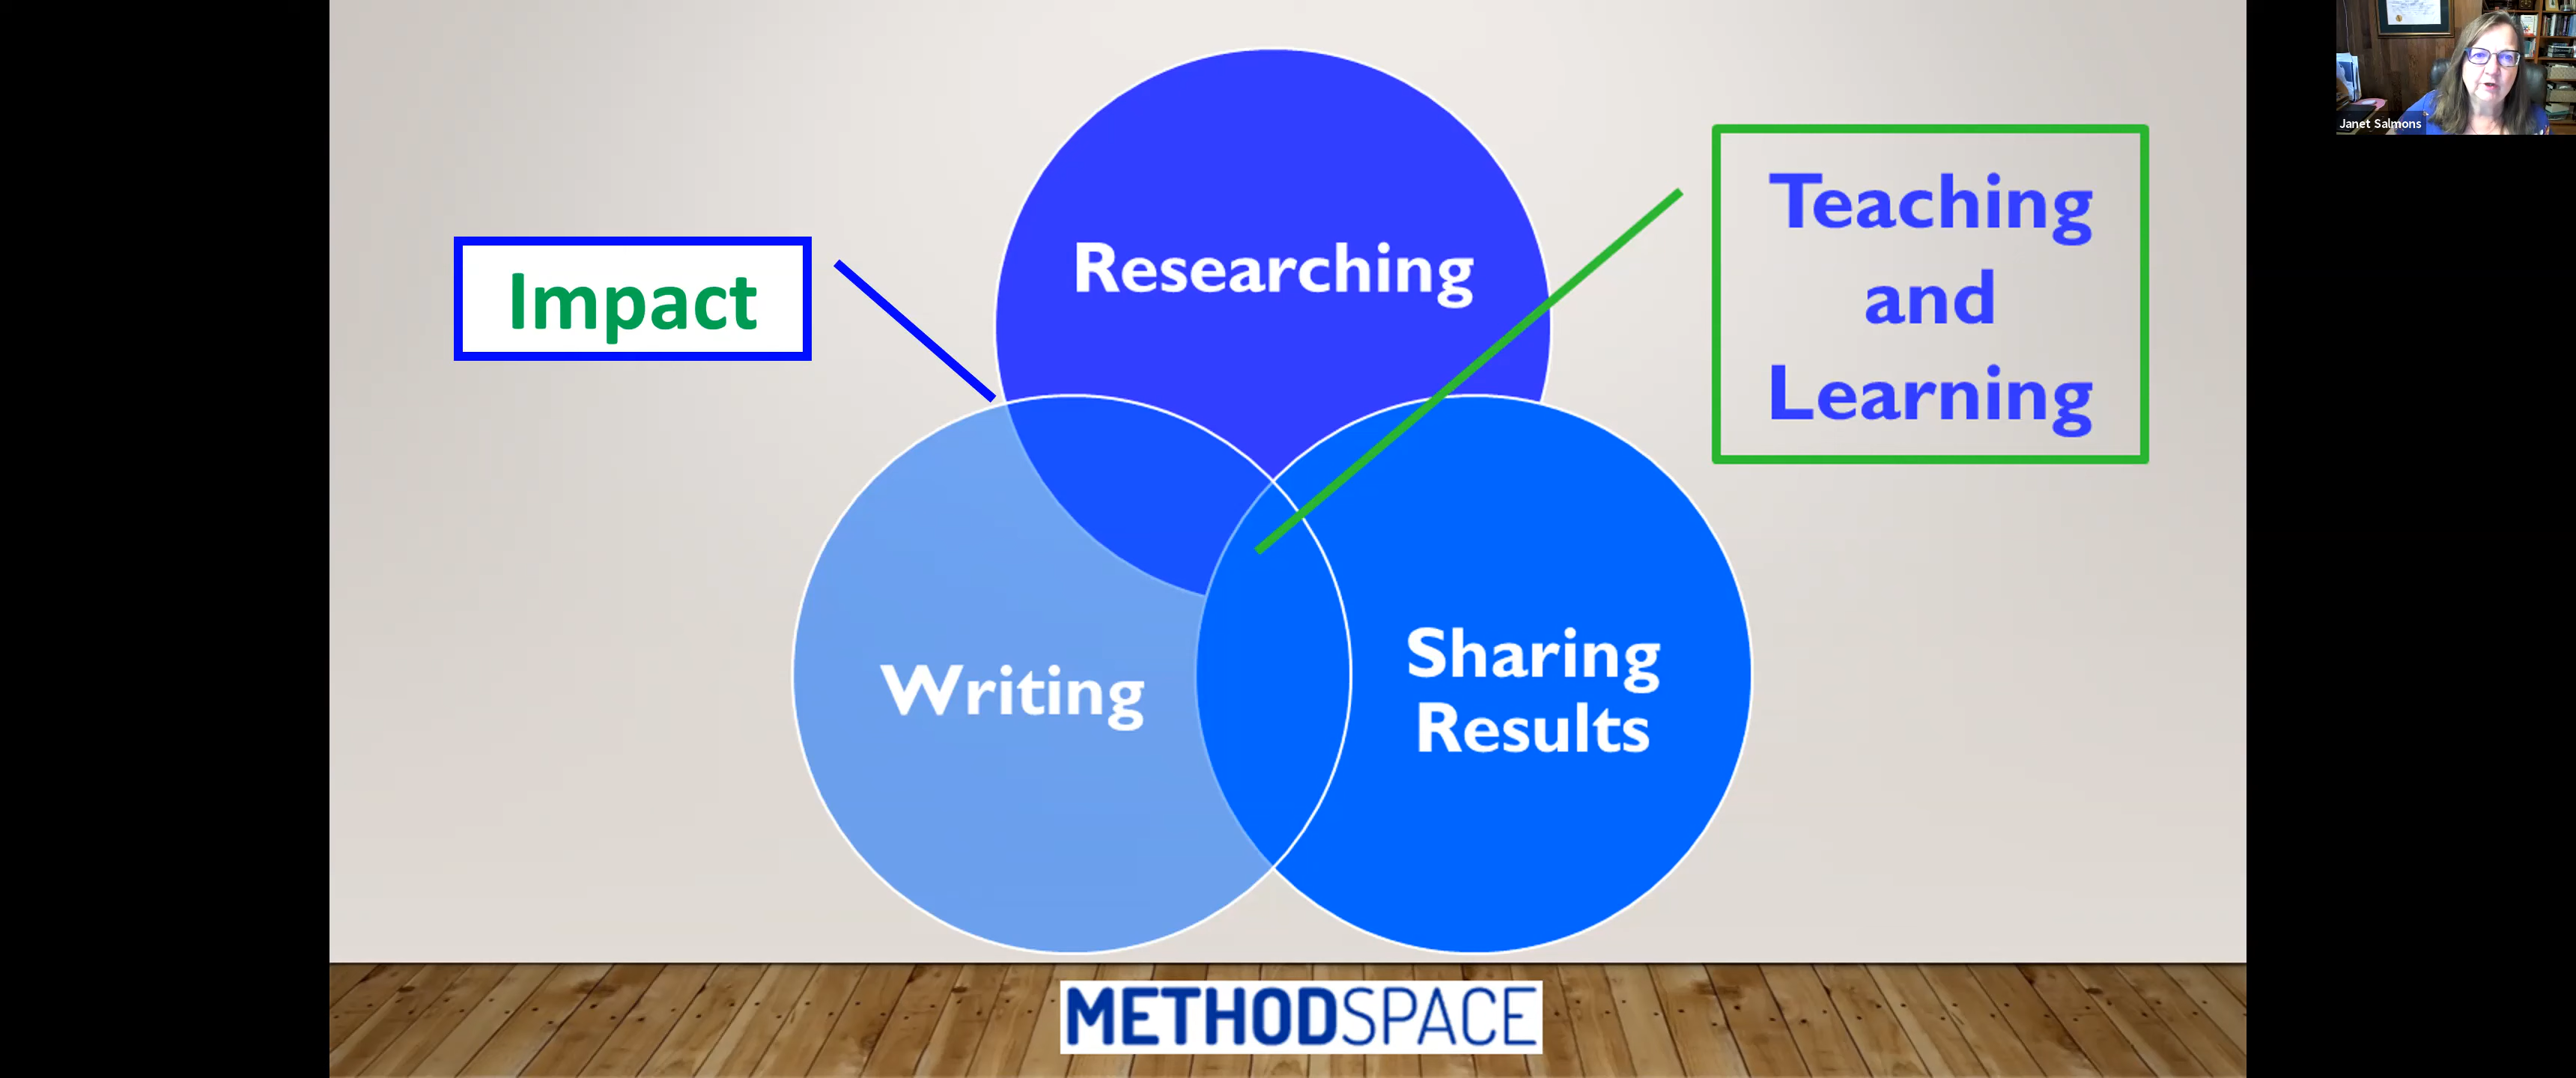 Janet Salmons
Researching
Teaching
and
Learning
Impact
Writing
Sharing
Results
METHODSPACE